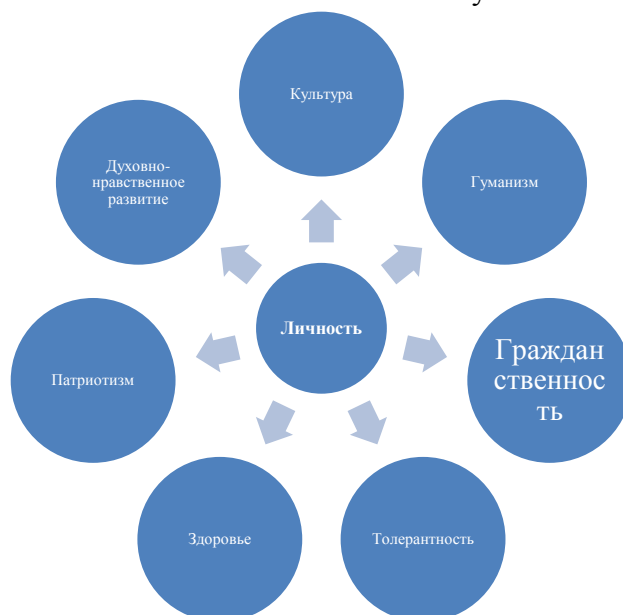 у
Культура
Духовно-
нравственное
развитие
Гуманизм
Личность
Граждан
ственнос
ть
Патриотизм
Здоровье
Толерантность